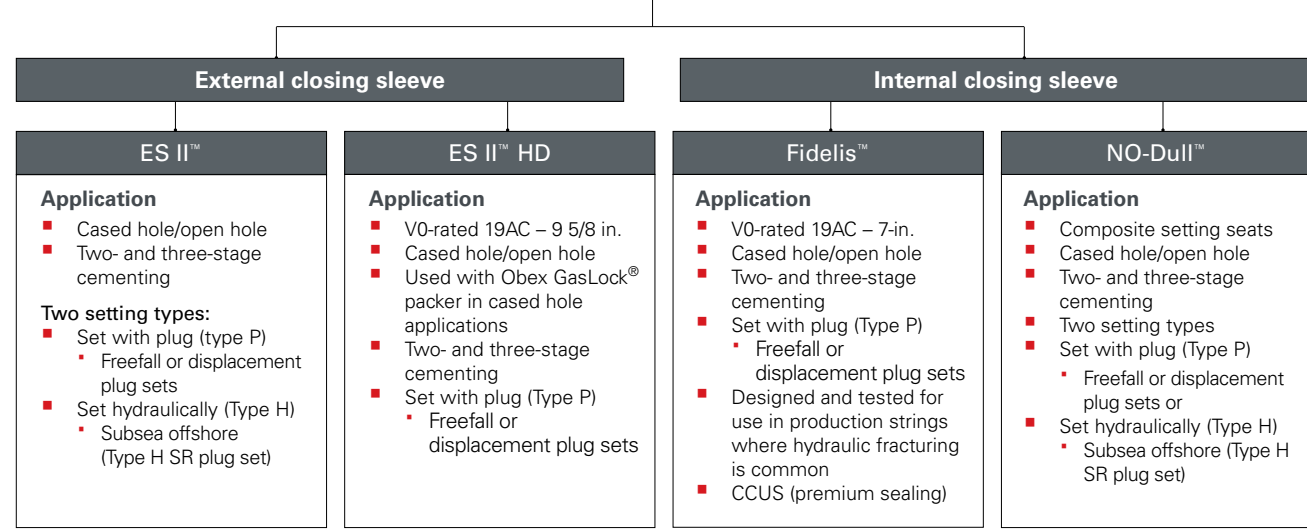 External closing sleeve
Internal closing sleeve
ES II™
Application
Cased hole/open hole
Two- and three-stage
cementing
Two setting types:
Set with plug (type P)
Freefall or displacement
plug sets
Set hydraulically (Type H)
Subsea offshore
(Type H SR plug set)
ES II™ HD
Application
V0-rated 19AC – 9 5/8 in.
Cased hole/open hole
Used with Obex GasLock®
packer in cased hole
applications
Two- and three-stage
cementing
Set with plug (Type P)
Freefall or
displacement plug sets
Fidelis™
Application
V0-rated 19AC – 7-in.
Cased hole/open hole
Two- and three-stage
cementing
Set with plug (Type P)
Freefall or
displacement plug sets
Designed and tested for
use in production strings
where hydraulic fracturing
is common
CCUS (premium sealing)
NO-Dull™
Application
Composite setting seats
Cased hole/open hole
Two- and three-stage
cementing
Two setting types
Set with plug (Type P)
Freefall or displacement
plug sets or
Set hydraulically (Type H)
Subsea offshore (Type H
SR plug set)